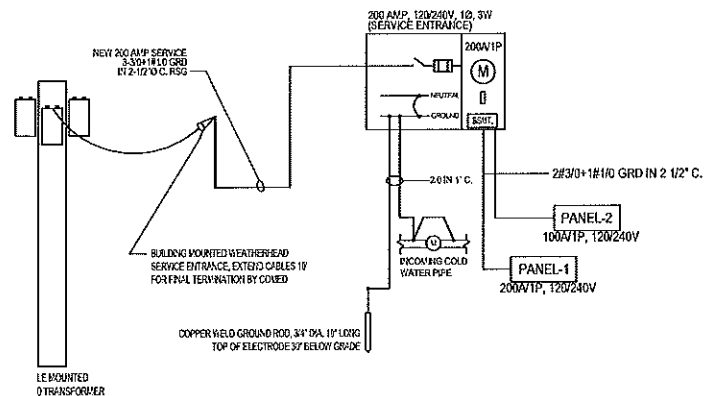 200 AMP, 120/240V, 1Ø, 3W
(SERVICE ENTRANCE)
NEW 200 AMP SERVICE
3-3/0+1#1/0 GRD
IN 2-1/2"Ø C. RSG
200A/1P
M
NEUTRAL
GROUND
BSMT.
IN 1" C.
2#3/0+1#1/0 GRD IN 2 1/2" C.
PANEL-2
100A/1P, 120/240V
M
INCOMING COLD
WATER PIPE
PANEL-1
200A/1P, 120/240V
BUILDING MOUNTED WEATHERHEAD
SERVICE ENTRANCE, EXTEND CABLES 10'
FOR FINAL TERMINATION BY COMED
COPPER WELD GROUND ROD, 3/4" DIA, 10' LONG
TOP OF ELECTRODE 30" BELOW GRADE
LE MOUNTED
D TRANSFORMER